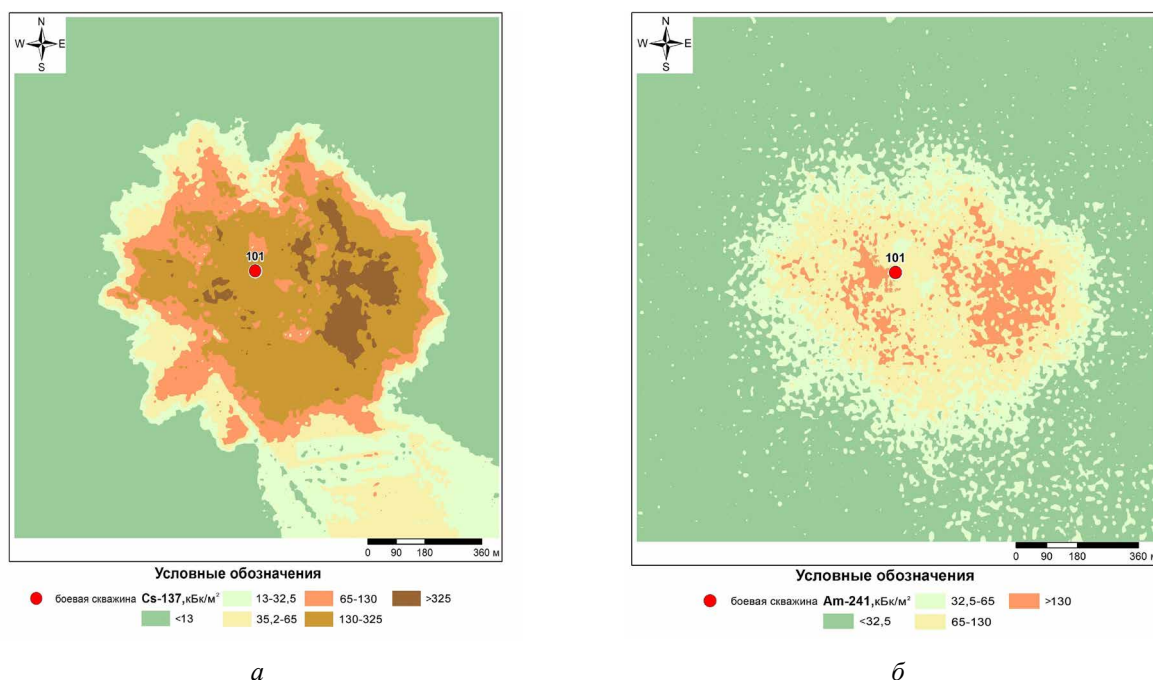 N
W E
S
101
0 90 180 360 м
Условные обозначения
боевая скважина Cs-137,кБк/м² 13-32,5 65-130 >325
<13 35,2-65 130-325
а
N
W E
S
101
0 90 180 360 м
Условные обозначения
боевая скважина Am-241,кБк/м² 32,5-65 >130
<32,5 65-130
б